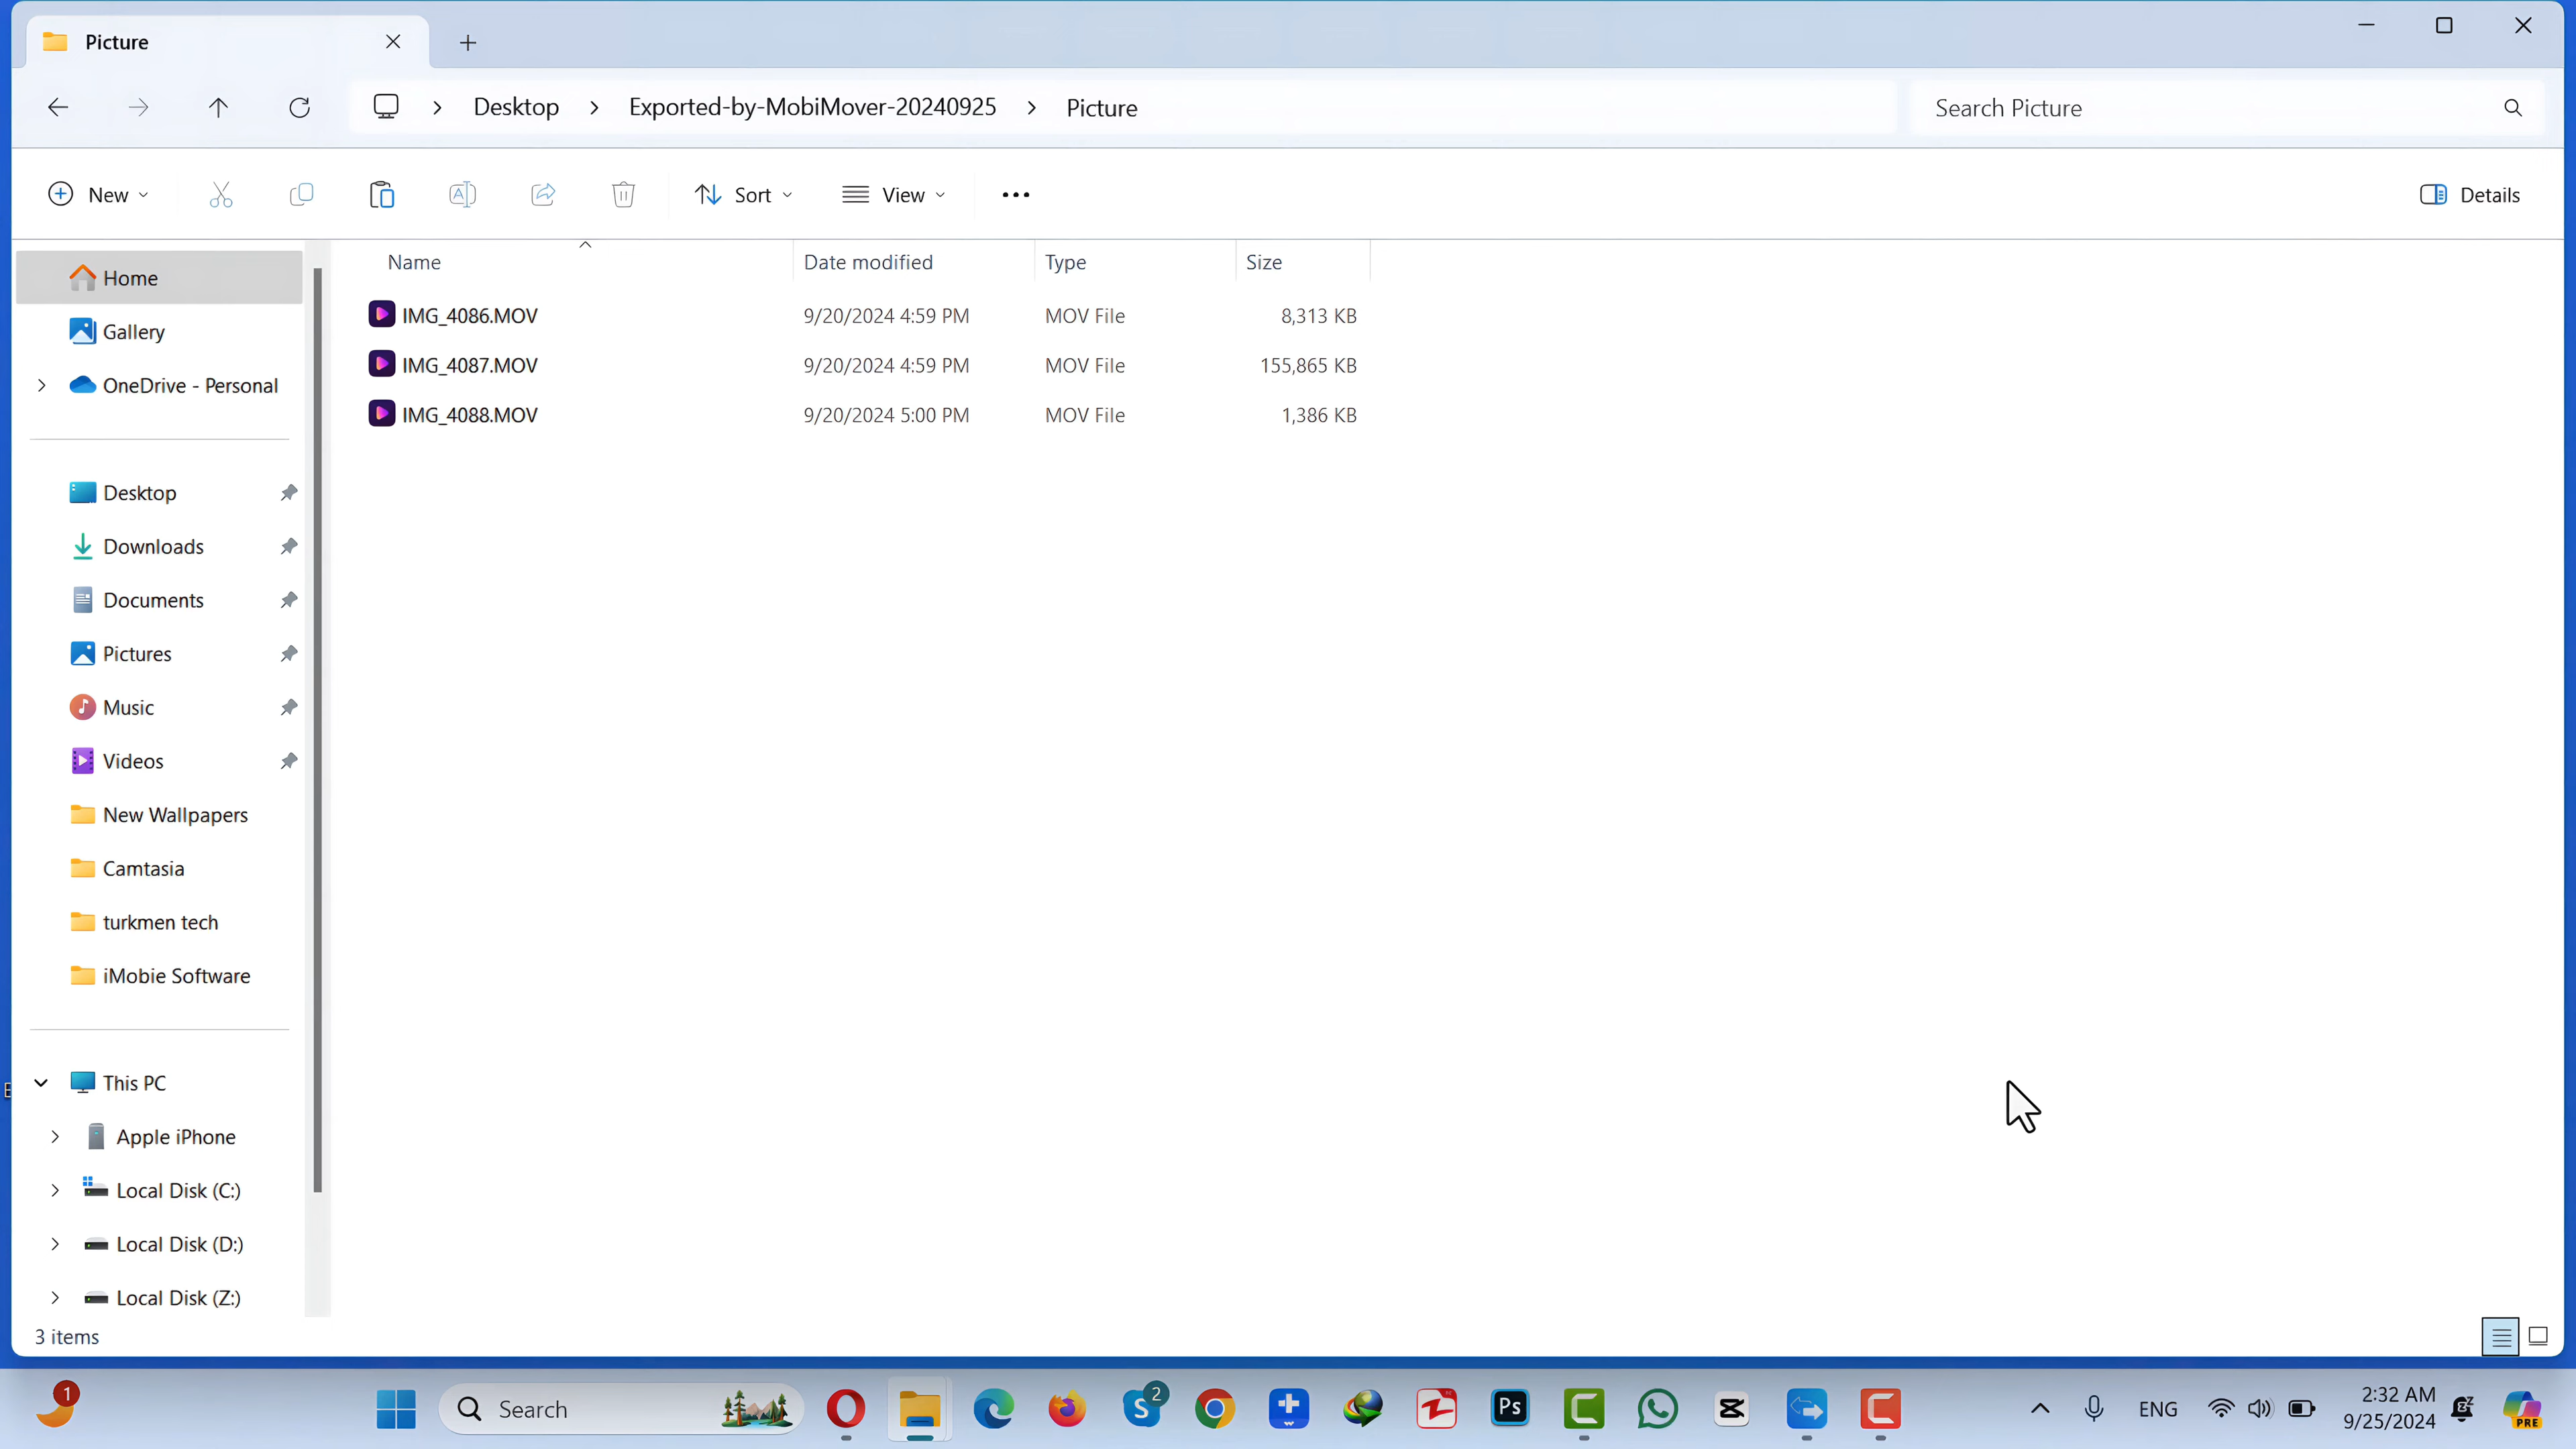 Picture
Desktop
Exported-by-MobiMover-20240925
Picture
Search Picture
New
Sort
View
Details
Name Date modified Type Size
IMG_4086.MOV 9/20/2024 4:59 PM MOV File 8,313 KB
IMG_4087.MOV 9/20/2024 4:59 PM MOV File 155,865 KB
IMG_4088.MOV 9/20/2024 5:00 PM MOV File 1,386 KB
Home
Gallery
OneDrive - Personal
Desktop
Downloads
Documents
Pictures
Music
Videos
New Wallpapers
Camtasia
turkmen tech
iMobie Software
This PC
Apple iPhone
Local Disk (C:)
Local Disk (D:)
Local Disk (Z:)
3 items
1
Search
S
2
Ps
ENG
2:32 AM
9/25/2024
PRE